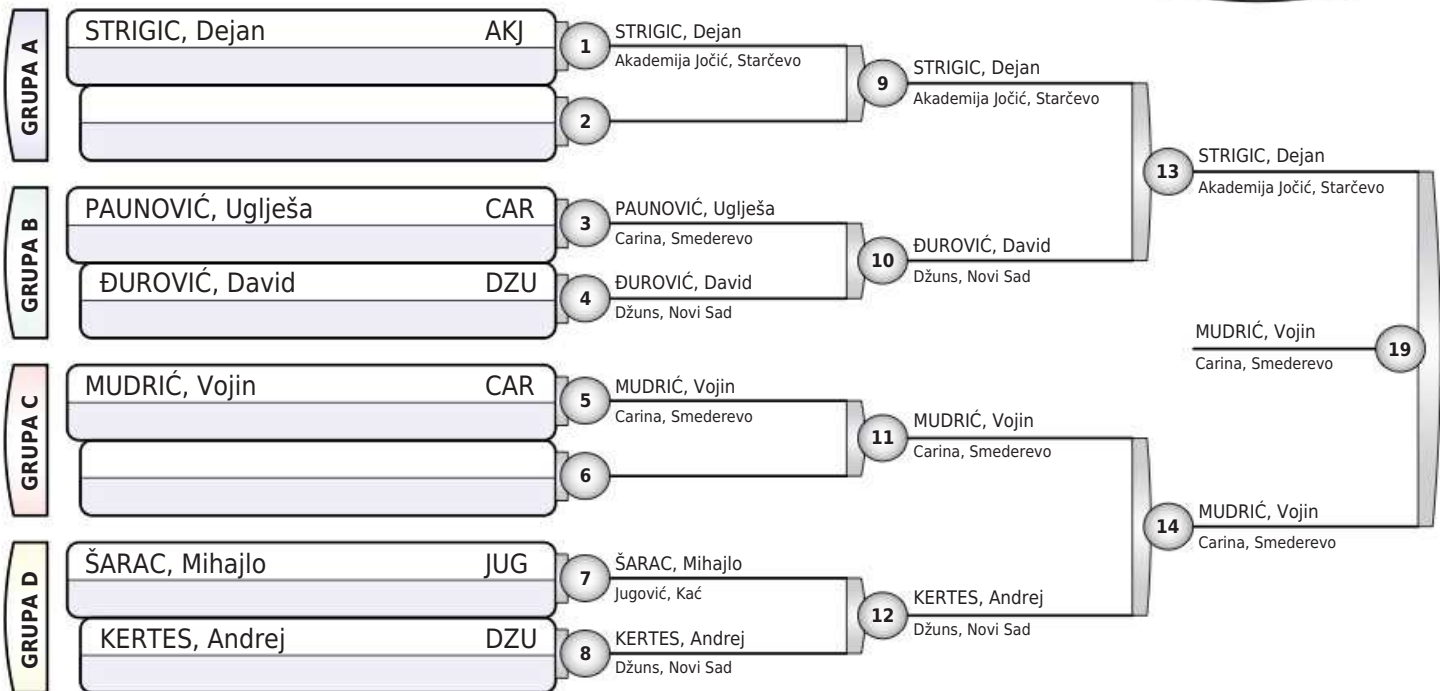 GRUPA A
STRIGIC, Dejan AKJ
1
STRIGIC, Dejan
Akademija Jočić, Starčevo
2
9
STRIGIC, Dejan
Akademija Jočić, Starčevo
GRUPA B
PAUNOVIĆ, Uglješa CAR
3
PAUNOVIĆ, Uglješa
Carina, Smederevo
ĐUROVIĆ, David DZU
4
ĐUROVIĆ, David
Džuns, Novi Sad
10
ĐUROVIĆ, David
Džuns, Novi Sad
13
STRIGIC, Dejan
Akademija Jočić, Starčevo
GRUPA C
MUDRIĆ, Vojin CAR
5
MUDRIĆ, Vojin
Carina, Smederevo
6
11
MUDRIĆ, Vojin
Carina, Smederevo
GRUPA D
ŠARAC, Mihajlo JUG
7
ŠARAC, Mihajlo
Jugović, Kać
KERTES, Andrej DZU
8
KERTES, Andrej
Džuns, Novi Sad
12
KERTES, Andrej
Džuns, Novi Sad
14
MUDRIĆ, Vojin
Carina, Smederevo
MUDRIĆ, Vojin
Carina, Smederevo
19